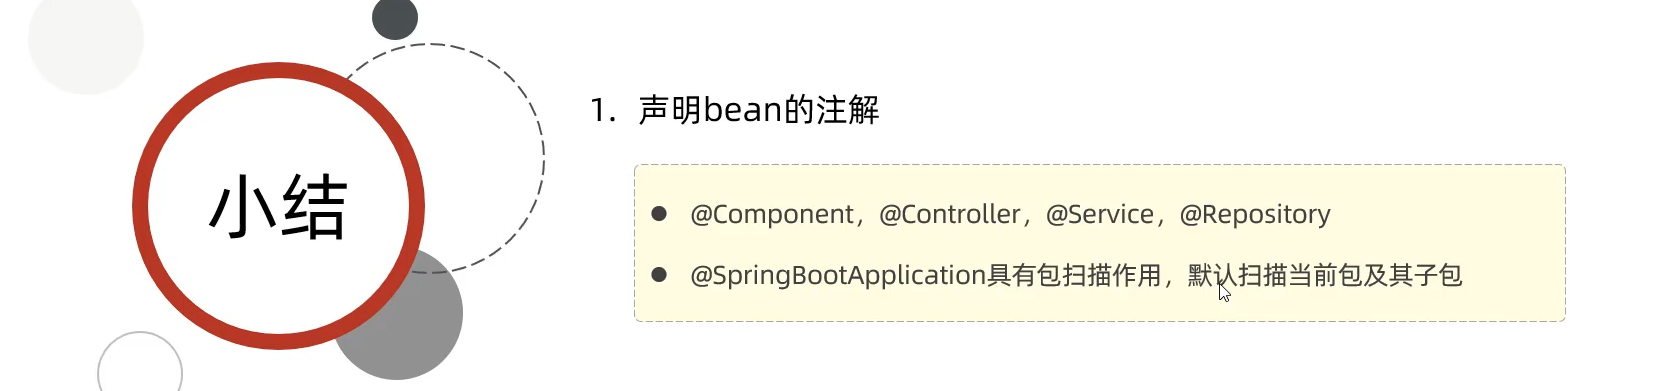 小结
1. 声明bean的注解
● @Component，@Controller，@Service，@Repository
● @SpringBootApplication具有包扫描作用，默认扫描当前包及其子包